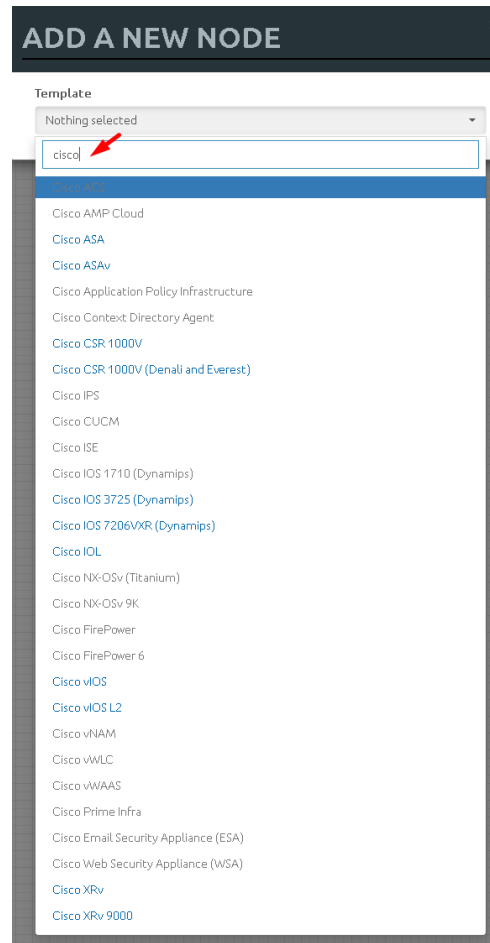 ADD A NEW NODE
Template
Nothing selected
cisco
Cisco ACS
Cisco AMP Cloud
Cisco ASA
Cisco ASAv
Cisco Application Policy Infrastructure
Cisco Context Directory Agent
Cisco CSR 1000V
Cisco CSR 1000V (Denali and Everest)
Cisco IPS
Cisco CUCM
Cisco ISE
Cisco IOS 1710 (Dynamips)
Cisco IOS 3725 (Dynamips)
Cisco IOS 7206VXR (Dynamips)
Cisco IOL
Cisco NX-OSv (Titanium)
Cisco NX-OSv 9K
Cisco FirePower
Cisco FirePower 6
Cisco vIOS
Cisco vIOS L2
Cisco vNAM
Cisco vWLC
Cisco vWAAS
Cisco Prime Infra
Cisco Email Security Appliance (ESA)
Cisco Web Security Appliance (WSA)
Cisco XRv
Cisco XRv 9000